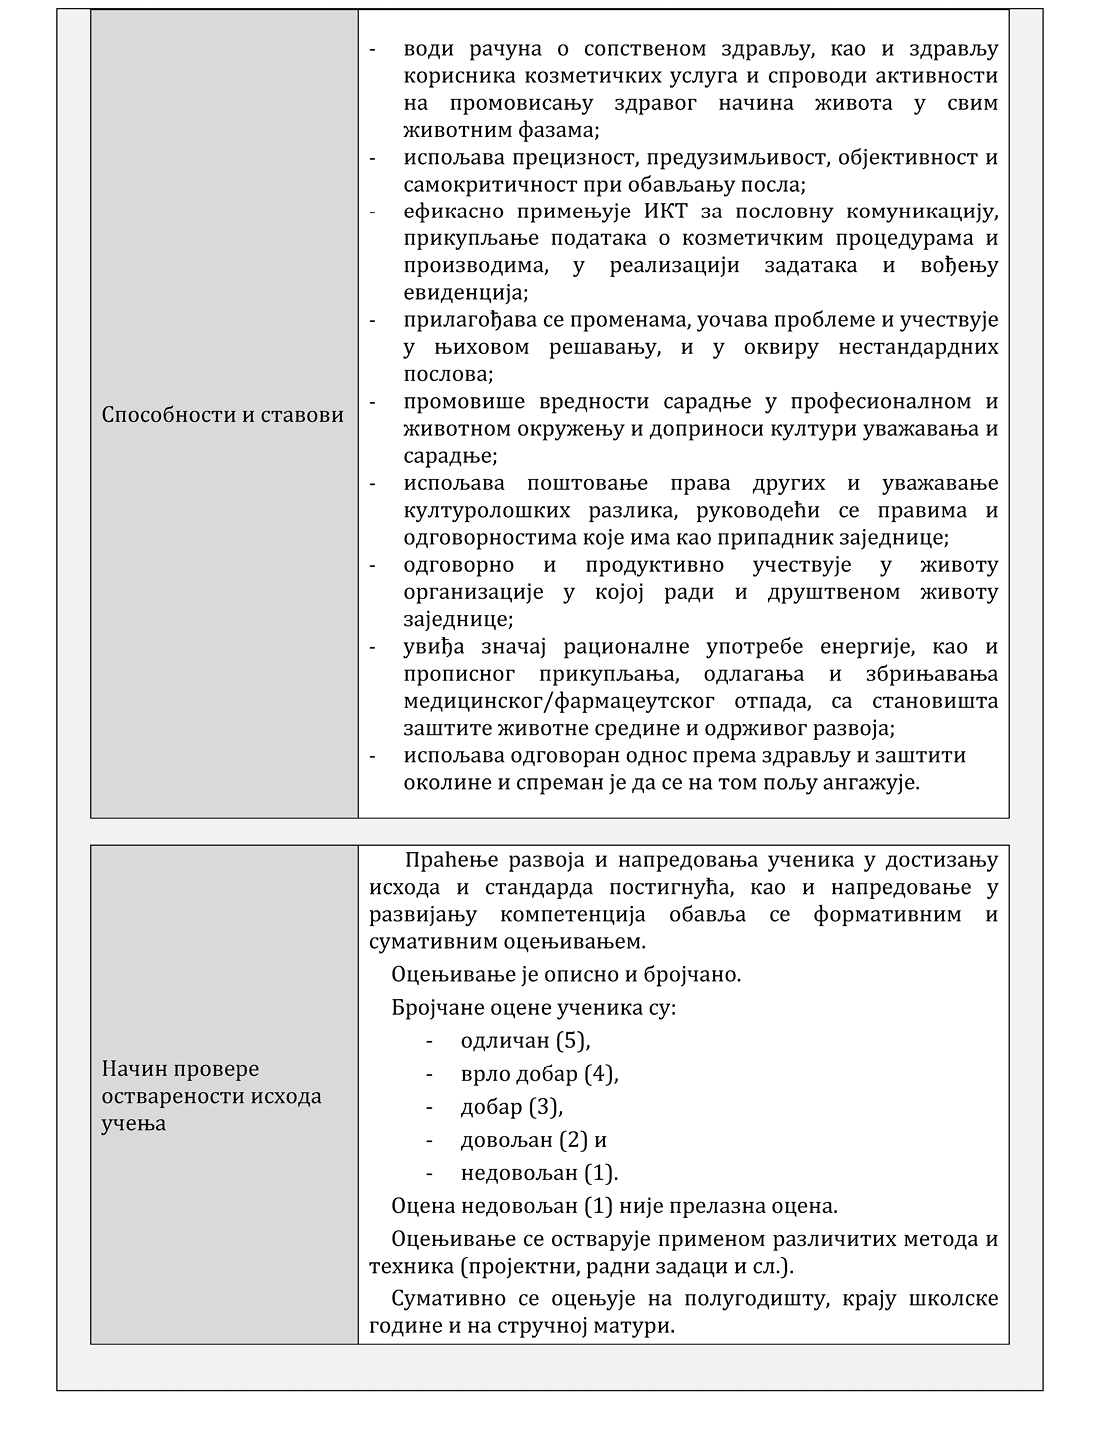 Способности и ставови
- води рачуна о сопственом здрављу, као и здрављу
корисника козметичких услуга и спроводи активности
на промовисању здравог начина живота у свим
животним фазама;
- испољава прецизност, предузимљивост, објективност и
самокритичност при обављању посла;
- ефикасно примењује ИКТ за пословну комуникацију,
прикупљање података о козметичким процедурама и
производима, у реализацији задатака и вођењу
евиденција;
- прилагођава се променама, уочава проблеме и учествује
у њиховом решавању, и у оквиру нестандардних
послова;
- промовише вредности сарадње у професионалном и
животном окружењу и доприноси култури уважавања и
сарадње;
- испољава поштовање права других и уважавање
културолошких разлика, руководећи се правима и
одговорностима које има као припадник заједнице;
- одговорно и продуктивно учествује у животу
организације у којој ради и друштвеном животу
заједнице;
- увиђа значај рационалне употребе енергије, као и
прописног прикупљања, одлагања и збрињавања
медицинског/фармацеутског отпада, са становишта
заштите животне средине и одрживог развоја;
- испољава одговоран однос према здрављу и заштити
околине и спреман је да се на том пољу ангажује.
Начин провере
остварености исхода
учења
Праћење развоја и напредовања ученика у достизању
исхода и стандарда постигнућа, као и напредовање у
развијању компетенција обавља се формативним и
сумативним оцењивањем.
Оцењивање је описно и бројчано.
Бројчане оцене ученика су:
- одличан (5),
- врло добар (4),
- добар (3),
- довољан (2) и
- недовољан (1).
Оцена недовољан (1) није прелазна оцена.
Оцењивање се остварује применом различитих метода и
техника (пројектни, радни задаци и сл.).
Сумативно се оцењује на полугодишту, крају школске
године и на стручној матури.